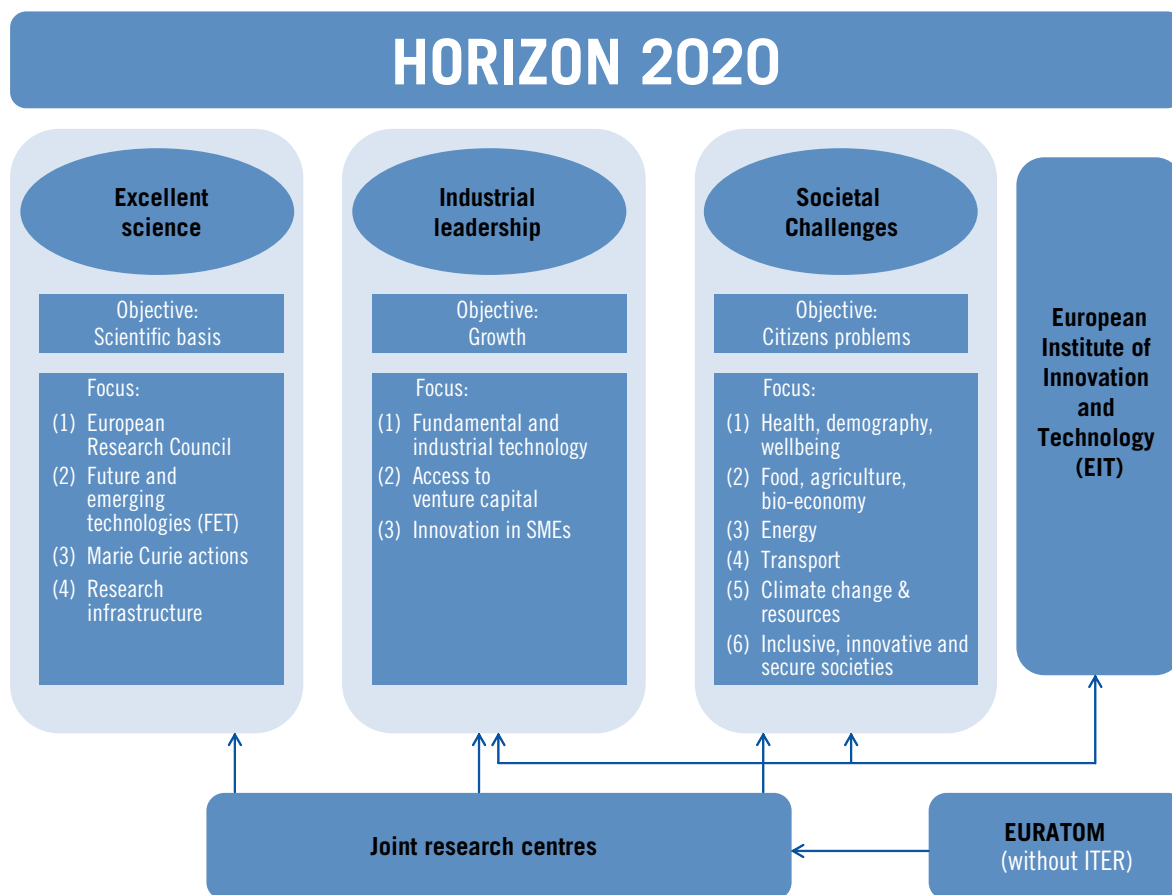 HORIZON 2020
Excellent
science
Objective:
Scientific basis
Focus:
(1) European
Research Council
(2) Future and
emerging
technologies (FET)
(3) Marie Curie actions
(4) Research
infrastructure
Industrial
leadership
Objective:
Growth
Focus:
(1) Fundamental and
industrial technology
(2) Access to
venture capital
(3) Innovation in SMEs
Societal
Challenges
Objective:
Citizens problems
Focus:
(1) Health, demography,
wellbeing
(2) Food, agriculture,
bio-economy
(3) Energy
(4) Transport
(5) Climate change &
resources
(6) Inclusive, innovative and
secure societies
European
Institute of
Innovation
and
Technology
(EIT)
Joint research centres
EURATOM
(without ITER)